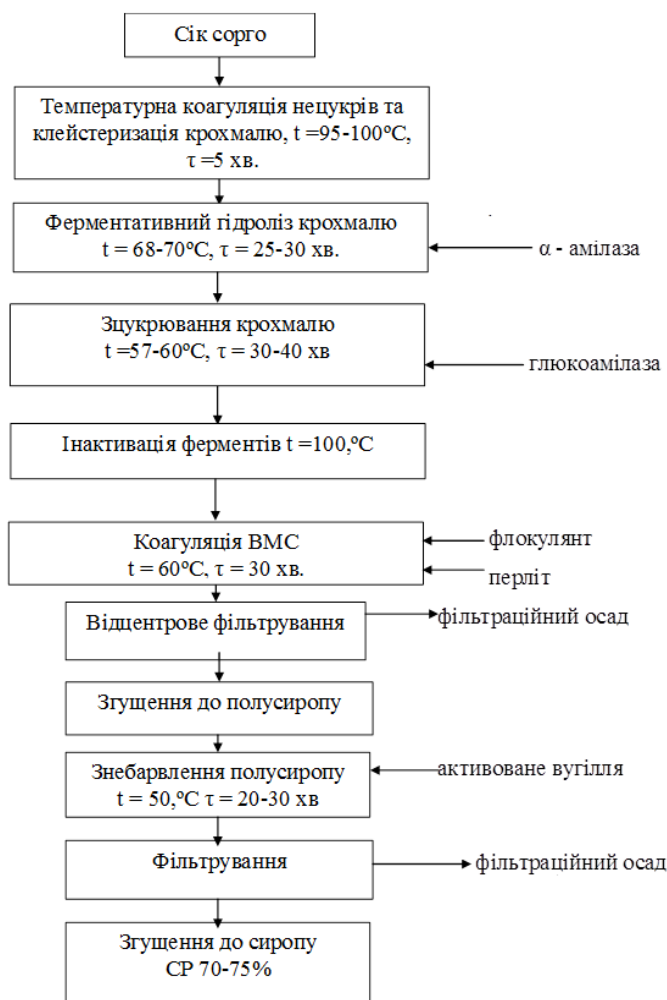 Сік сорго
Температурна коагуляція нецукрів та
клейстеризація крохмалю, t =95-100ºC,
τ =5 хв.
Ферментативний гідроліз крохмалю
t = 68-70ºC, τ = 25-30 хв.
α - амілаза
Зцукрювання крохмалю
t =57-60ºC, τ = 30-40 хв
глюкоамілаза
Інактивація ферментів t =100,ºC
Коагуляція ВМС
t = 60ºC, τ = 30 хв.
флокулянт
перліт
Відцентрове фільтрування
фільтраційний осад
Згущення до полусиропу
Знебарвлення полусиропу
t = 50,ºC τ = 20-30 хв
активоване вугілля
Фільтрування
фільтраційний осад
Згущення до сиропу
СР 70-75%